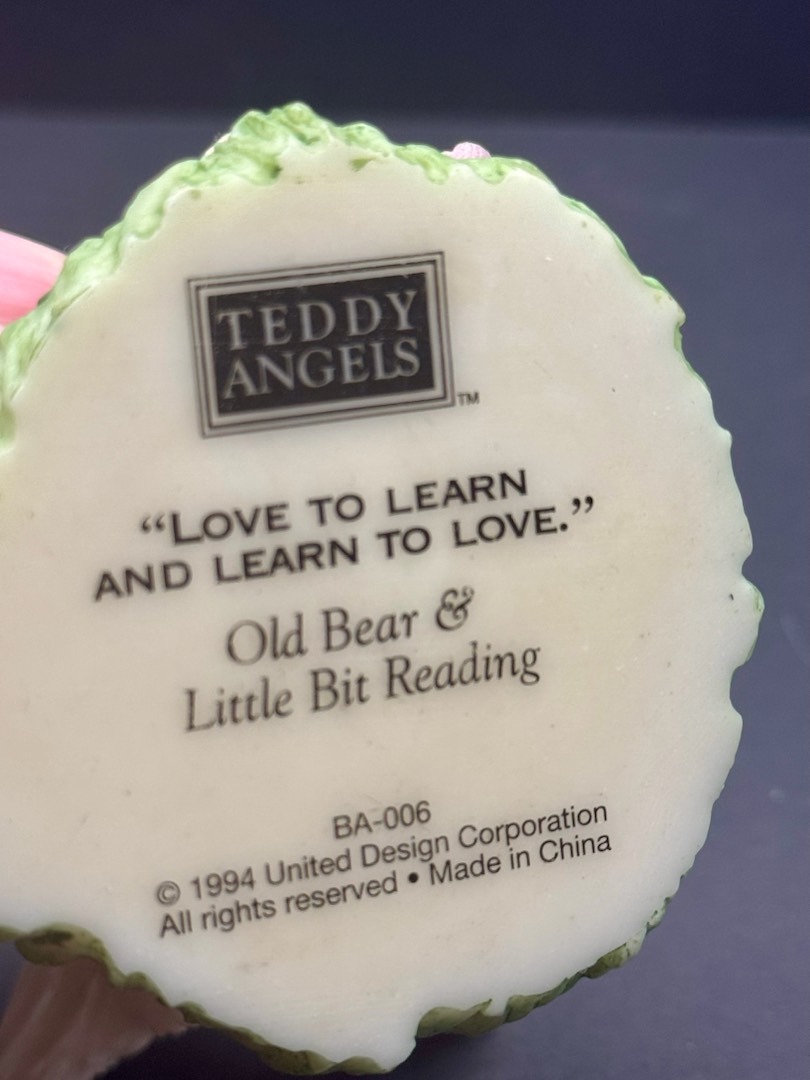 TEDDY
ANGELS
TM
“LOVE TO LEARN
AND LEARN TO LOVE.”
Old Bear &
Little Bit Reading
BA-006
© 1994 United Design Corporation
All rights reserved • Made in China